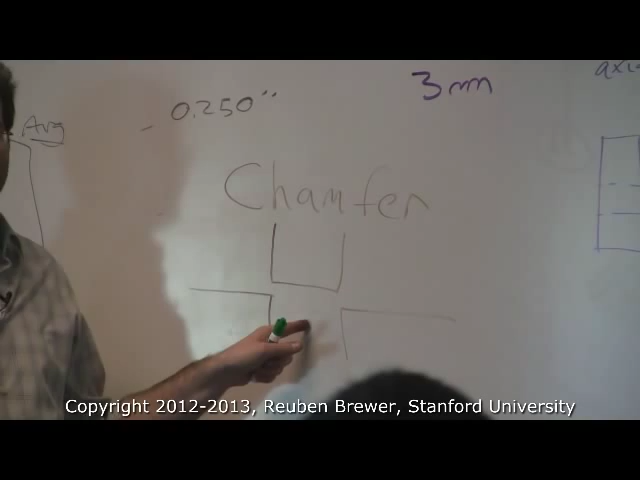 3mm
0.250"
Avg
Chamfer
Copyright 2012-2013, Reuben Brewer, Stanford University